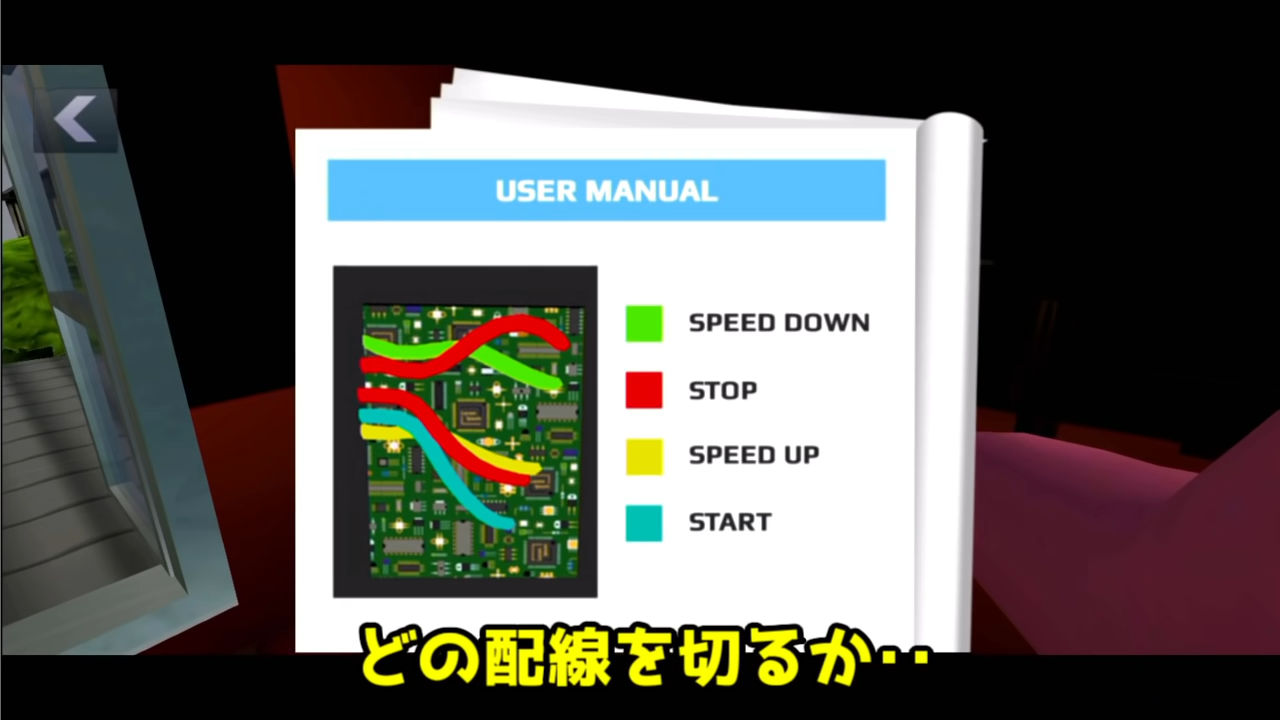 USER MANUAL
SPEED DOWN
STOP
SPEED UP
START
どの配線を切るか‥